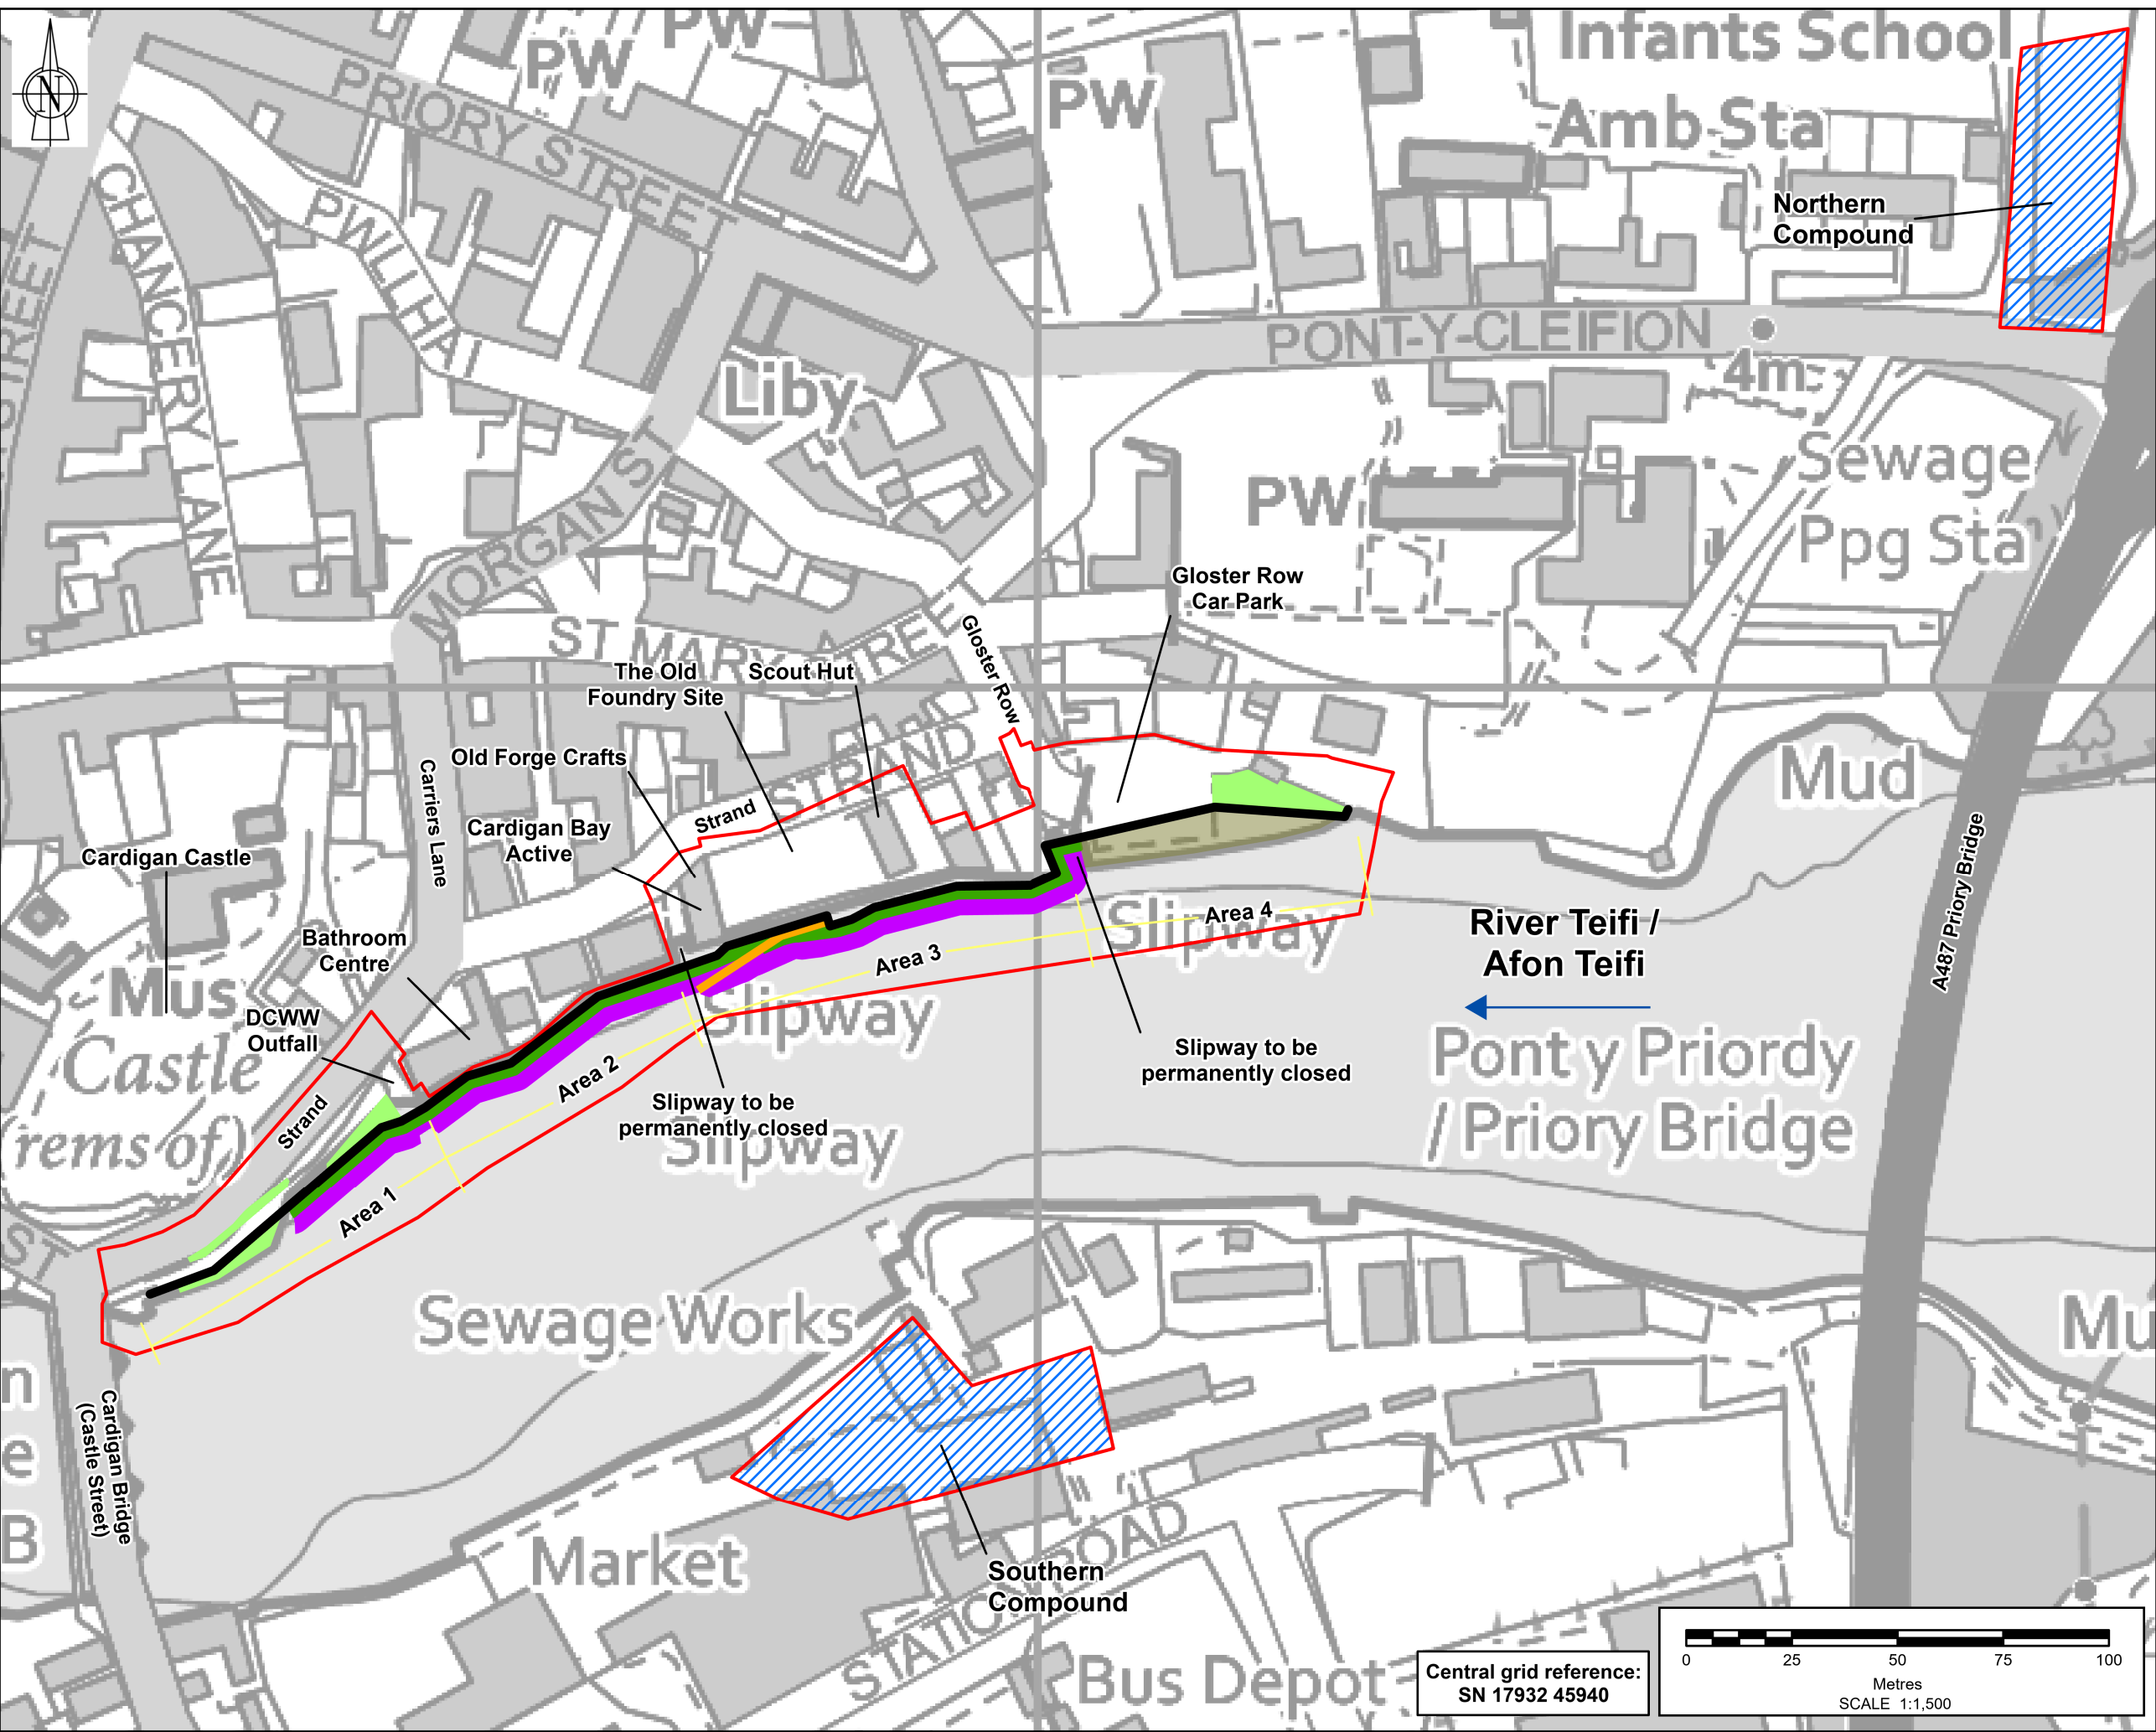 N
PW
PW
PW
Infants School
Amb Sta
PRIORY STREET
Northern
Compound
CHANCERY LANE
PWLLHAI
STREET
PONT-Y-CLEIFION
4m
Liby
MORGAN ST
PW
Sewage
Ppg Sta
Gloster Row
Car Park
ST MARY STREE
The Old
Foundry Site
Scout Hut
Gloster Row
Old Forge Crafts
STRAND
Strand
Mud
Carriers Lane
Cardigan Bay
Active
Cardigan Castle
Bathroom
Centre
Mus
Castle
(rems of)
DCWW
Outfall
Strand
Area 1
Area 2
Area 3
Area 4
Slipway
Slipway
Slipway
River Teifi /
Afon Teifi
A487 Priory Bridge
Slipway to be
permanently closed
Slipway to be
permanently closed
Pont y Priordy
/ Priory Bridge
ST
Sewage Works
Mu
n
e
B
Cardigan Bridge
(Castle Street)
Market
Southern
Compound
STATION ROAD
Bus Depot
Central grid reference:
SN 17932 45940
0 25 50 75 100
Metres
SCALE 1:1,500